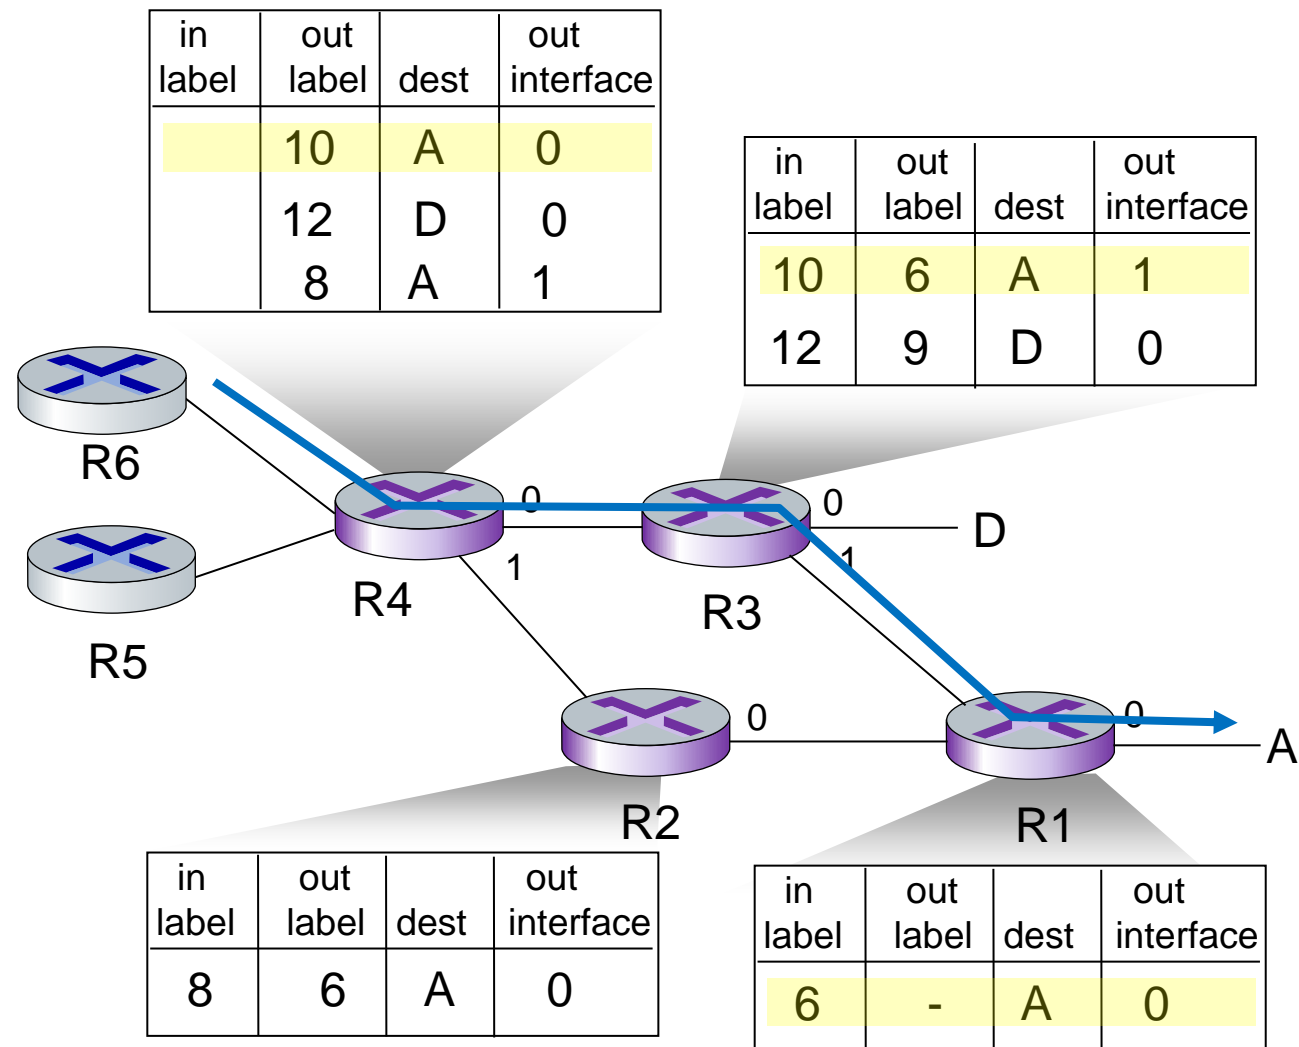 in out out
label label dest interface
10 A 0
12 D 0
8 A 1
in out out
label label dest interface
10 6 A 1
12 9 D 0
R6
0
0
D
1
1
R4
R3
R5
0
0
A
R2
R1
in out out
label label dest interface
8 6 A 0
in out out
label label dest interface
6 - A 0